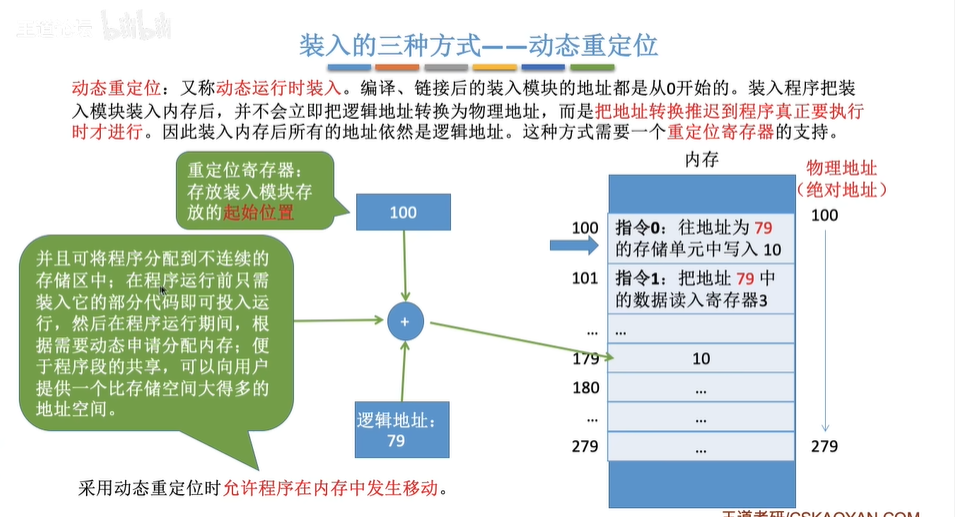 装入的三种方式——动态重定位
动态重定位：又称动态运行时装入。编译、链接后的装入模块的地址都是从0开始的。装入程序把装
入模块装入内存后，并不会立即把逻辑地址转换为物理地址，而是把地址转换推迟到程序真正要执行
时才进行。因此装入内存后所有的地址依然是逻辑地址。这种方式需要一个重定位寄存器的支持。
重定位寄存器：
存放装入模块存
放的起始位置
100
并且可将程序分配到不连续的
存储区中；在程序运行前只需
装入它的部分代码即可投入运
行，然后在程序运行期间，根
据需要动态申请分配内存；便
于程序段的共享，可以向用户
提供一个比存储空间大得多的
地址空间。
+
逻辑地址：
79
采用动态重定位时允许程序在内存中发生移动。
内存
物理地址
（绝对地址）
100
指令0：往地址为 79
的存储单元中写入 10
100
101
指令1：把地址 79 中
的数据读入寄存器3
...
...
179
10
180
...
...
...
279
...
279
王道考研/CSKAOYAN.COM
bilibili